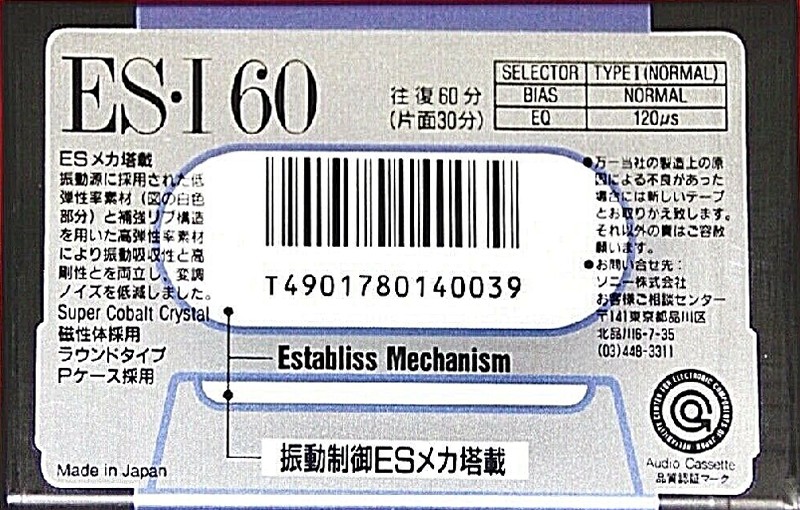 ES・I 60
往復60分
(片面30分)
SELECTOR TYPE I (NORMAL)
BIAS NORMAL
EQ 120μs
ESメカ搭載
振動源に採用された低
弾性率素材（図の白色
部分）と補強リブ構造
を用いた高弾性率素材
により振動吸収性と高
剛性とを両立し、変調
ノイズを低減しました。
Super Cobalt Crystal
磁性体採用
ラウンドタイプ
Pケース採用
T4901780140039
●万一当社の製造上の原
因による不良があった
場合には新しいテープ
とお取りかえ致します。
それ以外の責はご容赦
願います。
●お問い合せ先：
ソニー株式会社
お客様ご相談センター
〒141東京都品川区
北品川6-7-35
(03)448-3311
Establiss Mechanism
振動制御ESメカ搭載
Made in Japan
Audio Cassette
品質認証マーク